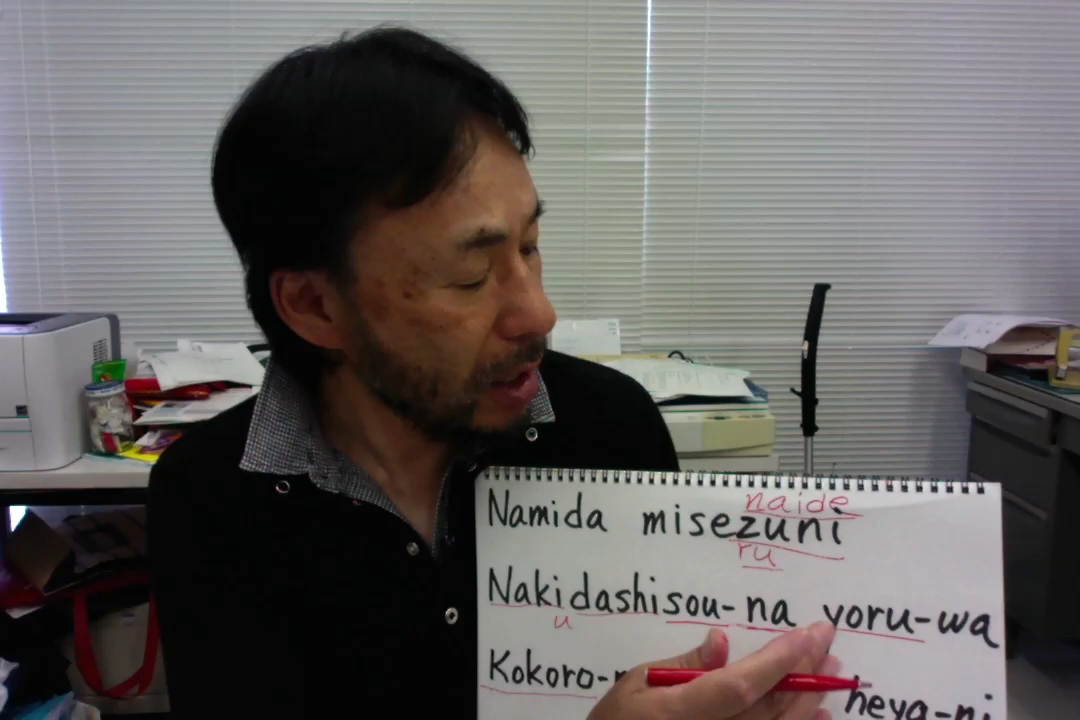 naide
Namida misezuni
ru
Nakidashisou-na yoru-wa
u
Kokoro-
heya-ni